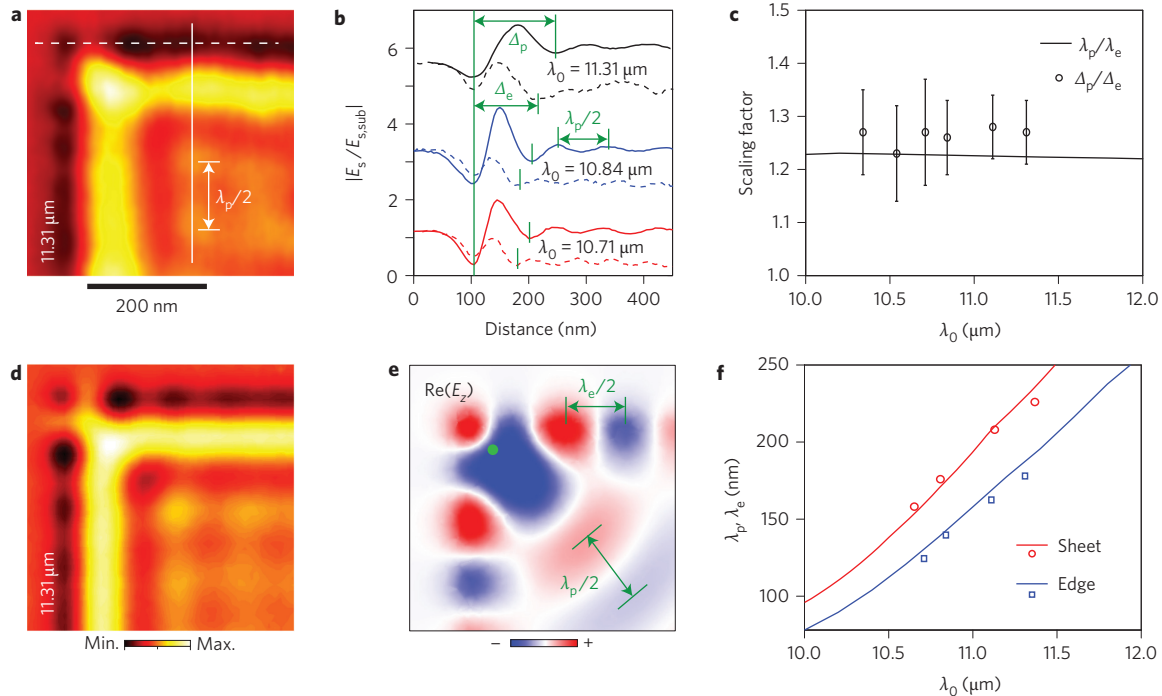 a
λp/2
11.31 μm
200 nm
b
|Es/Es,sub|
6
4
2
0
Δp
λ0 = 11.31 μm
Δe
λp/2
λ0 = 10.84 μm
λ0 = 10.71 μm
0 100 200 300 400
Distance (nm)
c
Scaling factor
1.5
1.4
1.3
1.2
1.1
1.0
λp/λe
Δp/Δe
10.0 10.5 11.0 11.5 12.0
λ0 (μm)
d
11.31 μm
Min. Max.
e
Re(Ez)
λe/2
λp/2
– +
f
λp, λe (nm)
250
200
150
100
Sheet
Edge
10.0 10.5 11.0 11.5 12.0
λ0 (μm)